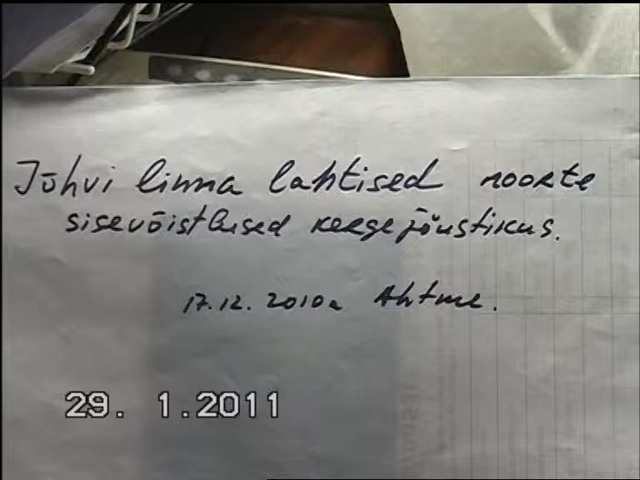 Jõhvi linna lahtised noorte
sisevõistlused kergejõustikus.
17.12.2010a Ahtme.
29. 1.2011